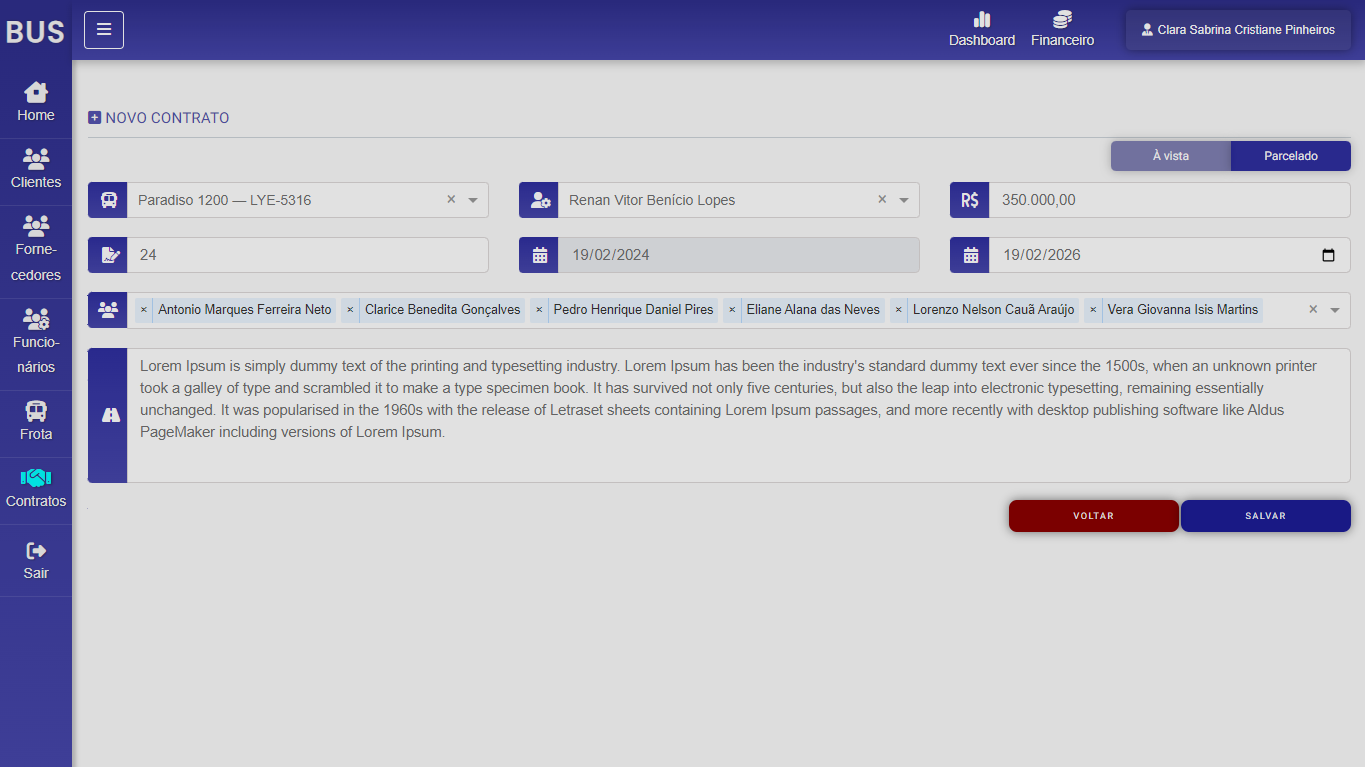 BUS
Dashboard
Financeiro
Clara Sabrina Cristiane Pinheiros
Home
Clientes
Forne-
cedores
Funcio-
nários
Frota
Contratos
Sair
NOVO CONTRATO
À vista
Parcelado
Paradiso 1200 — LYE-5316
Renan Vitor Benício Lopes
R$ 350.000,00
24
19/02/2024
19/02/2026
× Antonio Marques Ferreira Neto × Clarice Benedita Gonçalves × Pedro Henrique Daniel Pires × Eliane Alana das Neves × Lorenzo Nelson Cauã Araújo × Vera Giovanna Isis Martins
Lorem Ipsum is simply dummy text of the printing and typesetting industry. Lorem Ipsum has been the industry's standard dummy text ever since the 1500s, when an unknown printer
took a galley of type and scrambled it to make a type specimen book. It has survived not only five centuries, but also the leap into electronic typesetting, remaining essentially
unchanged. It was popularised in the 1960s with the release of Letraset sheets containing Lorem Ipsum passages, and more recently with desktop publishing software like Aldus
PageMaker including versions of Lorem Ipsum.
VOLTAR
SALVAR